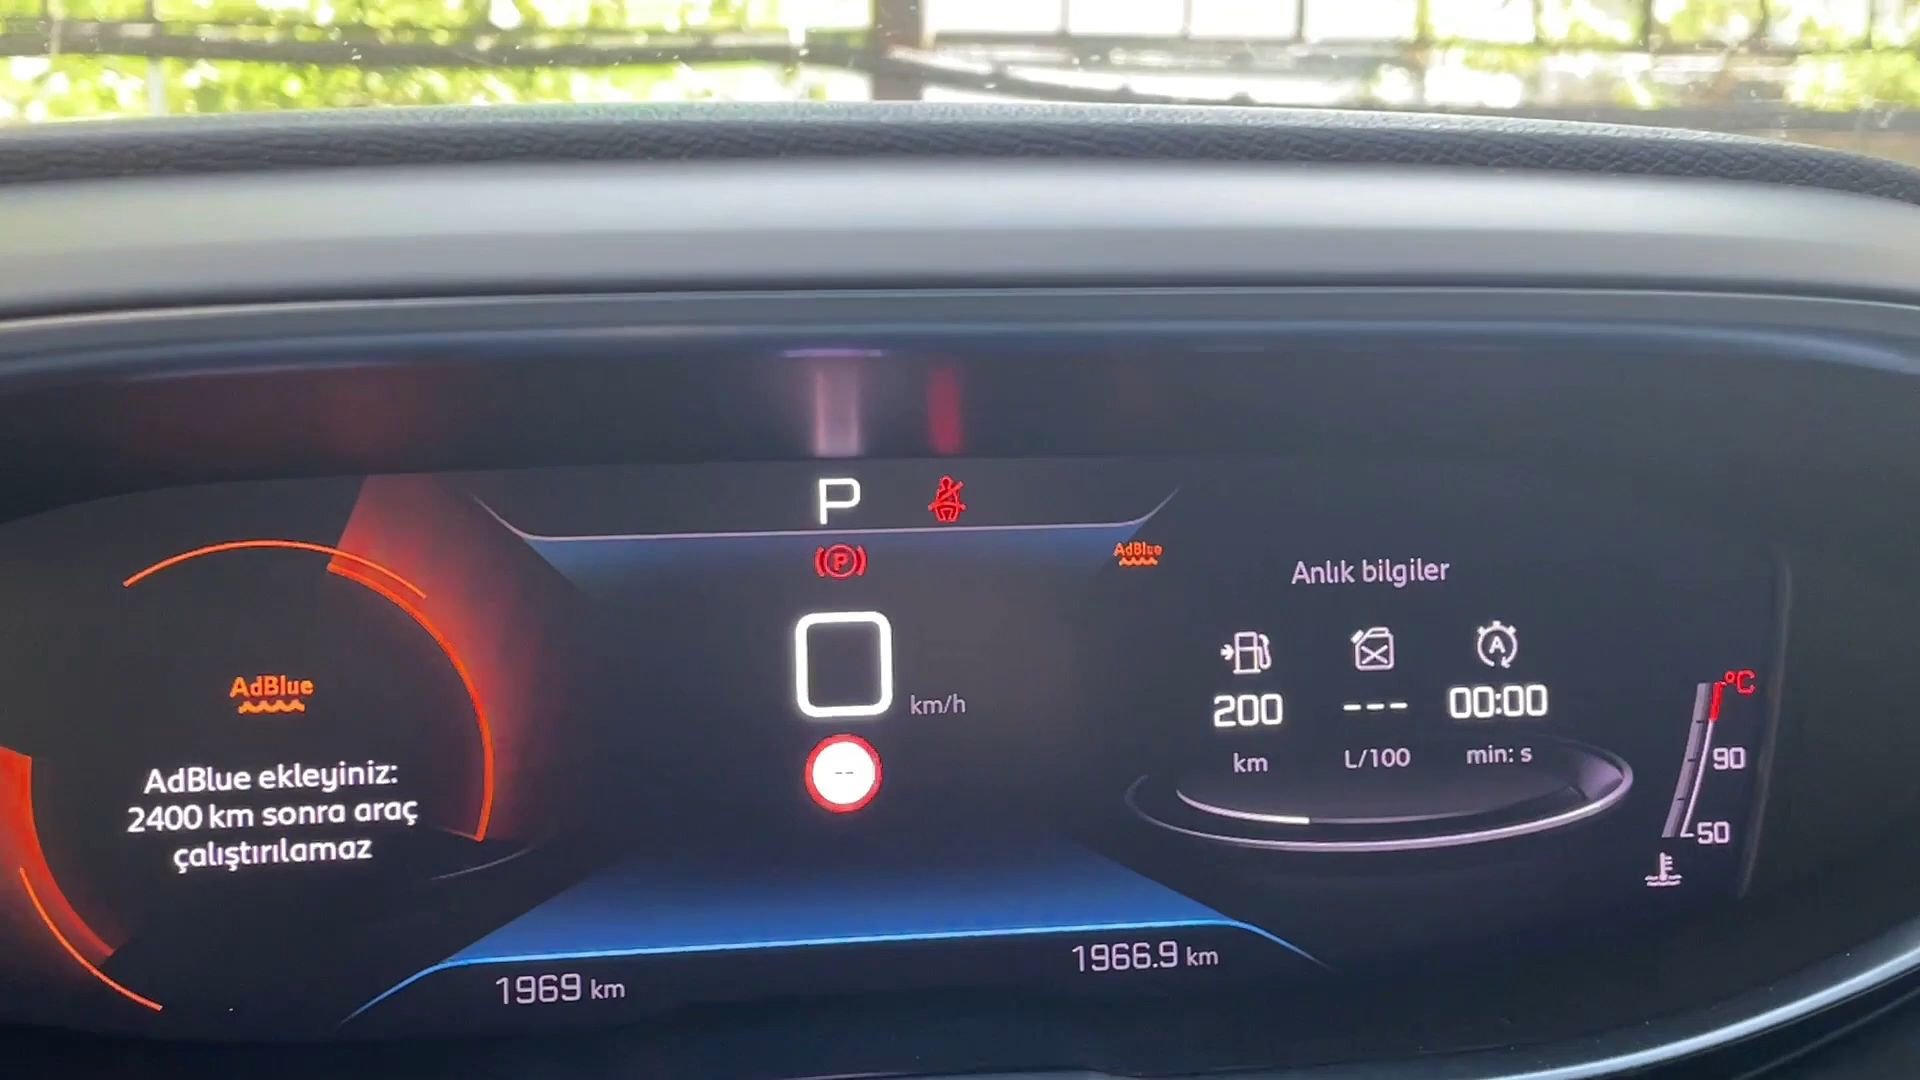 P
AdBlue
P
Anlık bilgiler
A
200
---
00:00
km
L/100
min: s
°C
90
50
0
km/h
--
AdBlue
AdBlue ekleyiniz:
2400 km sonra araç
çalıştırılamaz
1969 km
1966.9 km